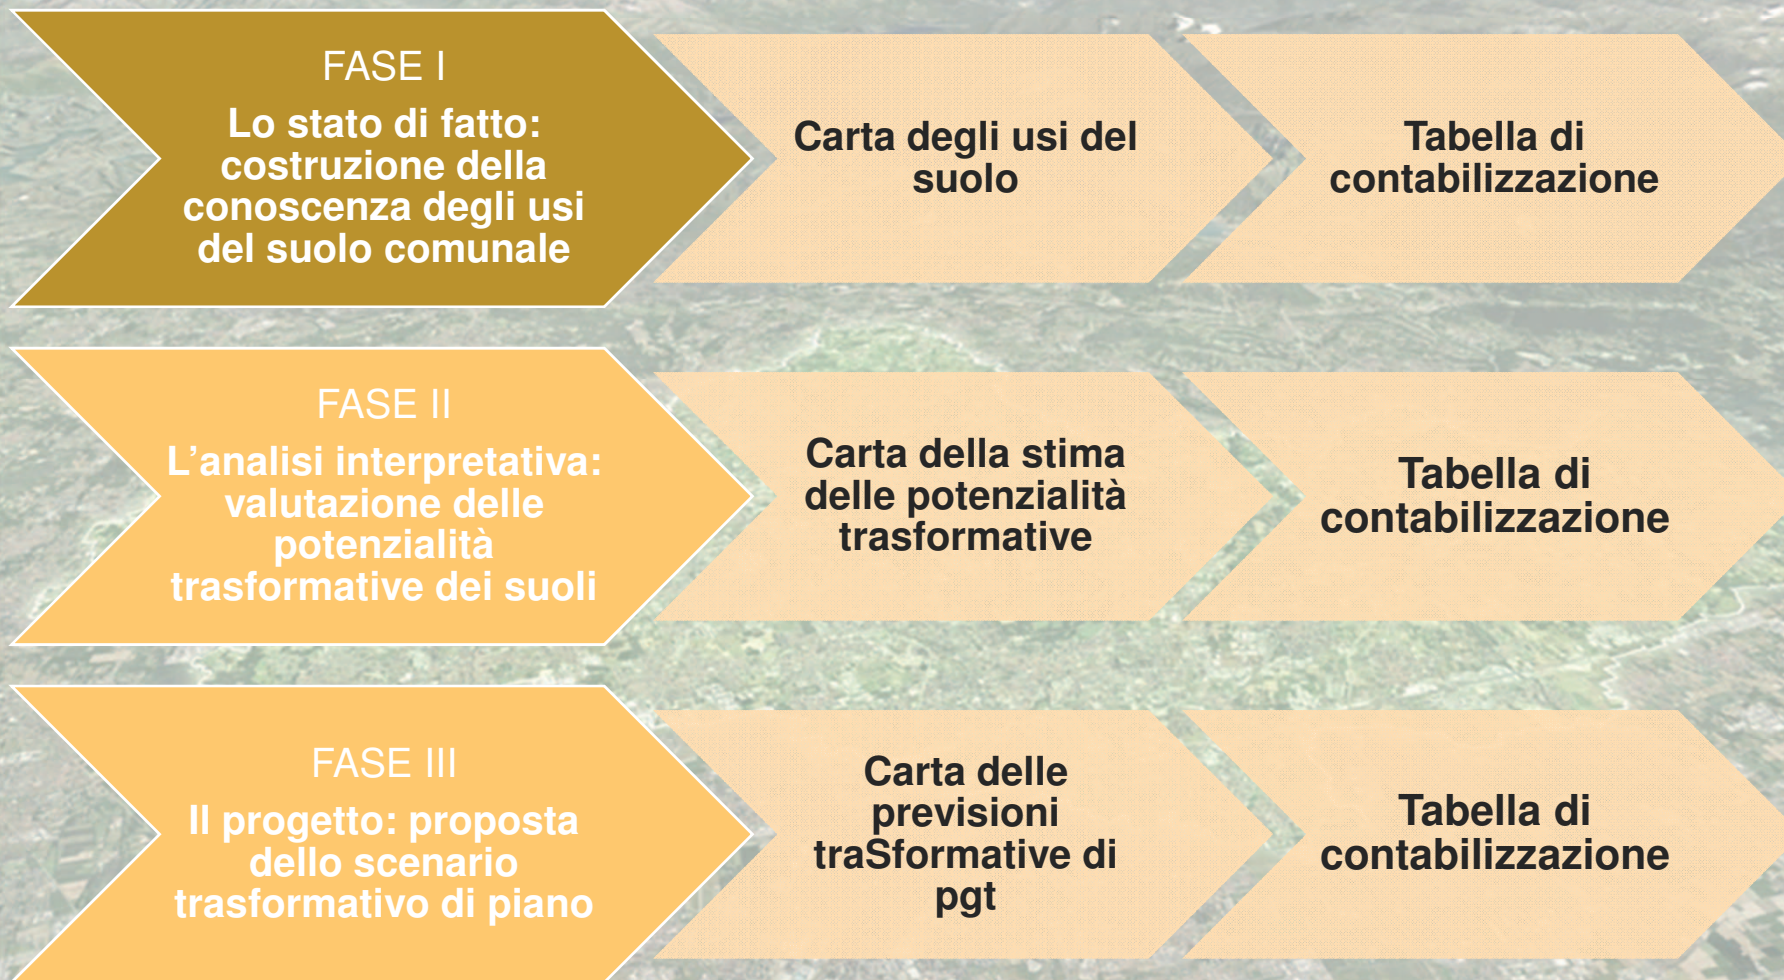 FASE I
Lo stato di fatto:
costruzione della
conoscenza degli usi
del suolo comunale
Carta degli usi del
suolo
Tabella di
contabilizzazione
FASE II
L’analisi interpretativa:
valutazione delle
potenzialità
trasformative dei suoli
Carta della stima
delle potenzialità
trasformative
Tabella di
contabilizzazione
FASE III
Il progetto: proposta
dello scenario
trasformativo di piano
Carta delle
previsioni
traSformative di
pgt
Tabella di
contabilizzazione